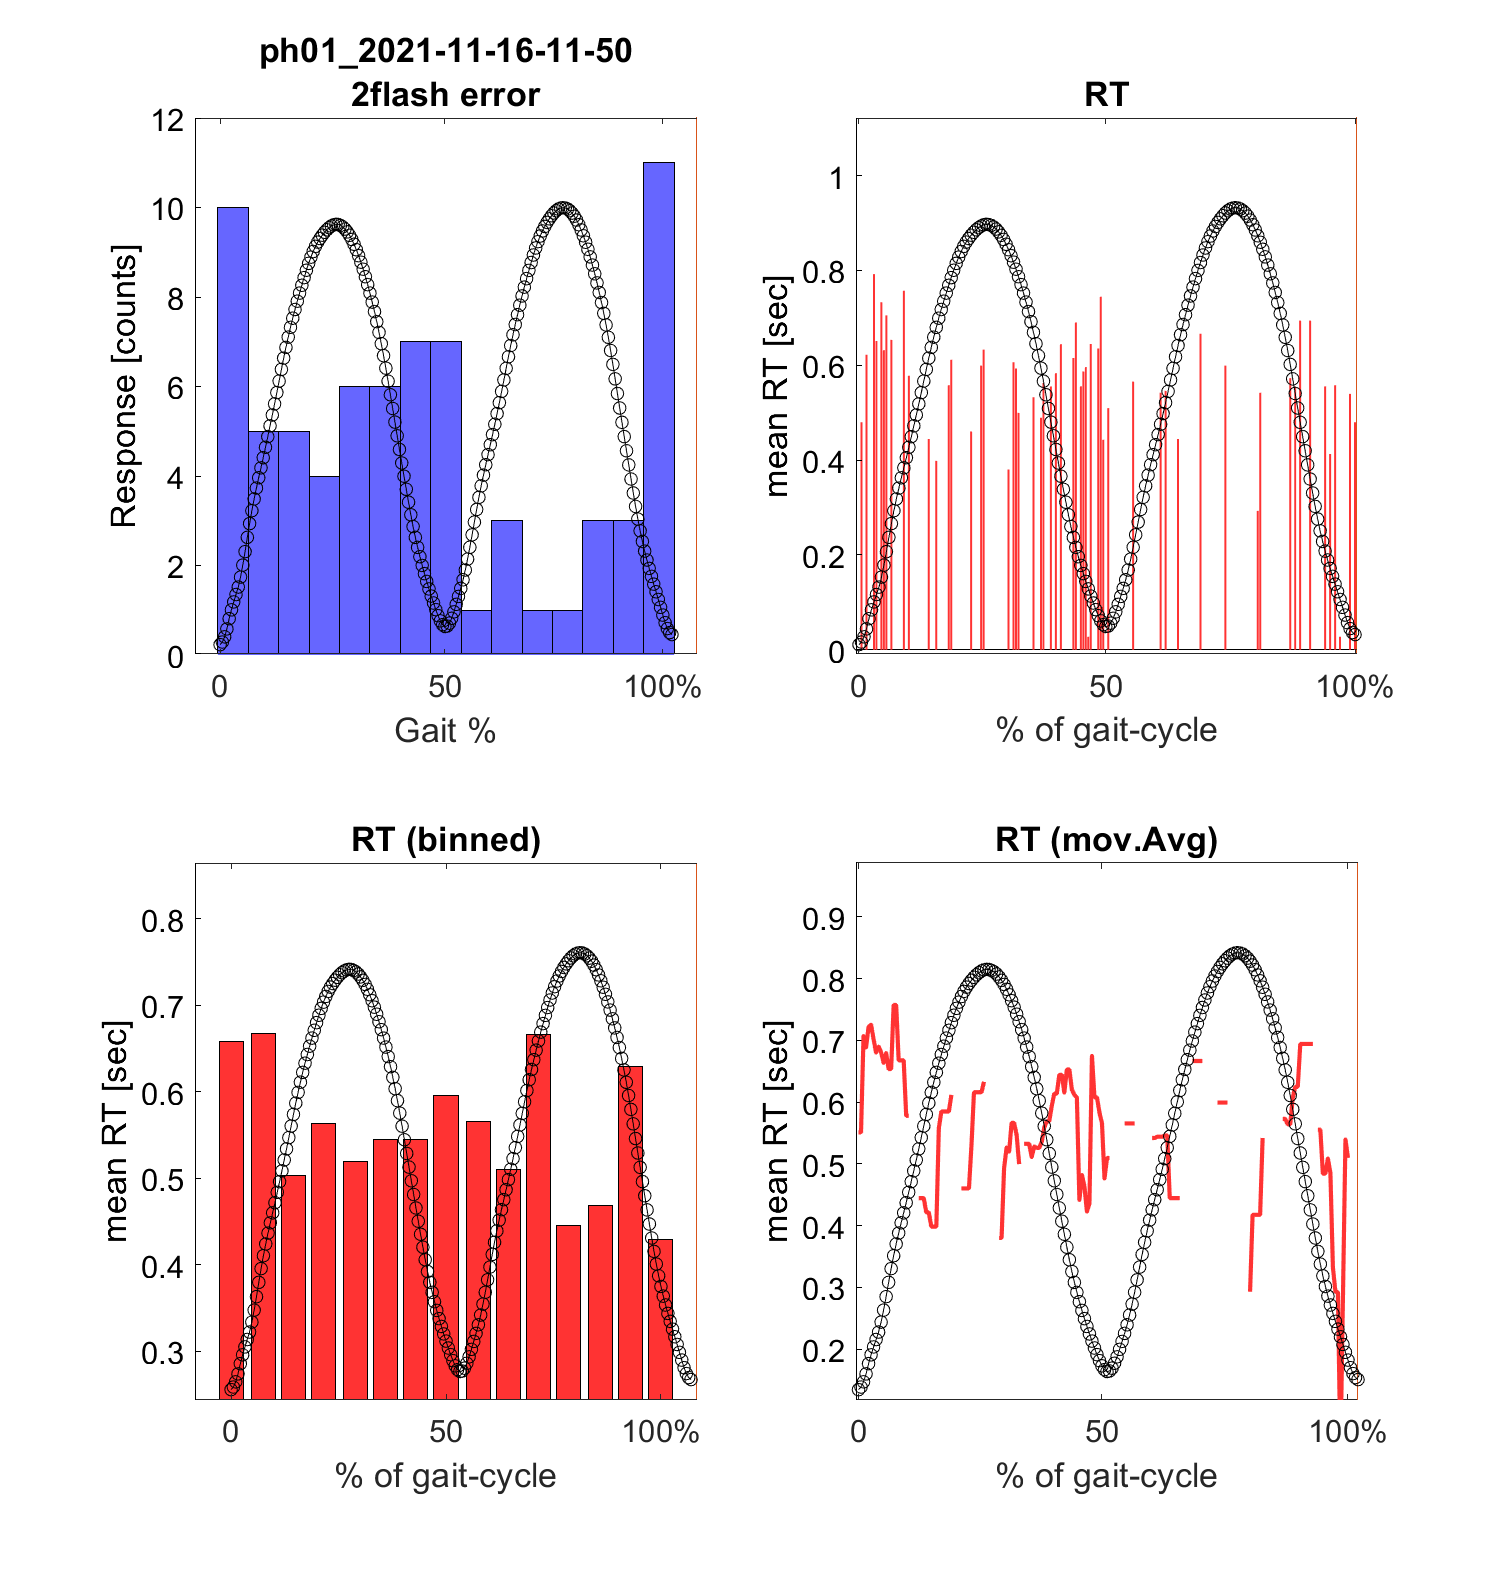 ph01_2021-11-16-11-50
2flash error
12
10
8
6
4
2
0
Response [counts]
0 50 100%
Gait %
RT
1
0.8
0.6
0.4
0.2
0
mean RT [sec]
0 50 100%
% of gait-cycle
RT (binned)
0.8
0.7
0.6
0.5
0.4
0.3
mean RT [sec]
0 50 100%
% of gait-cycle
RT (mov.Avg)
0.9
0.8
0.7
0.6
0.5
0.4
0.3
0.2
mean RT [sec]
0 50 100%
% of gait-cycle